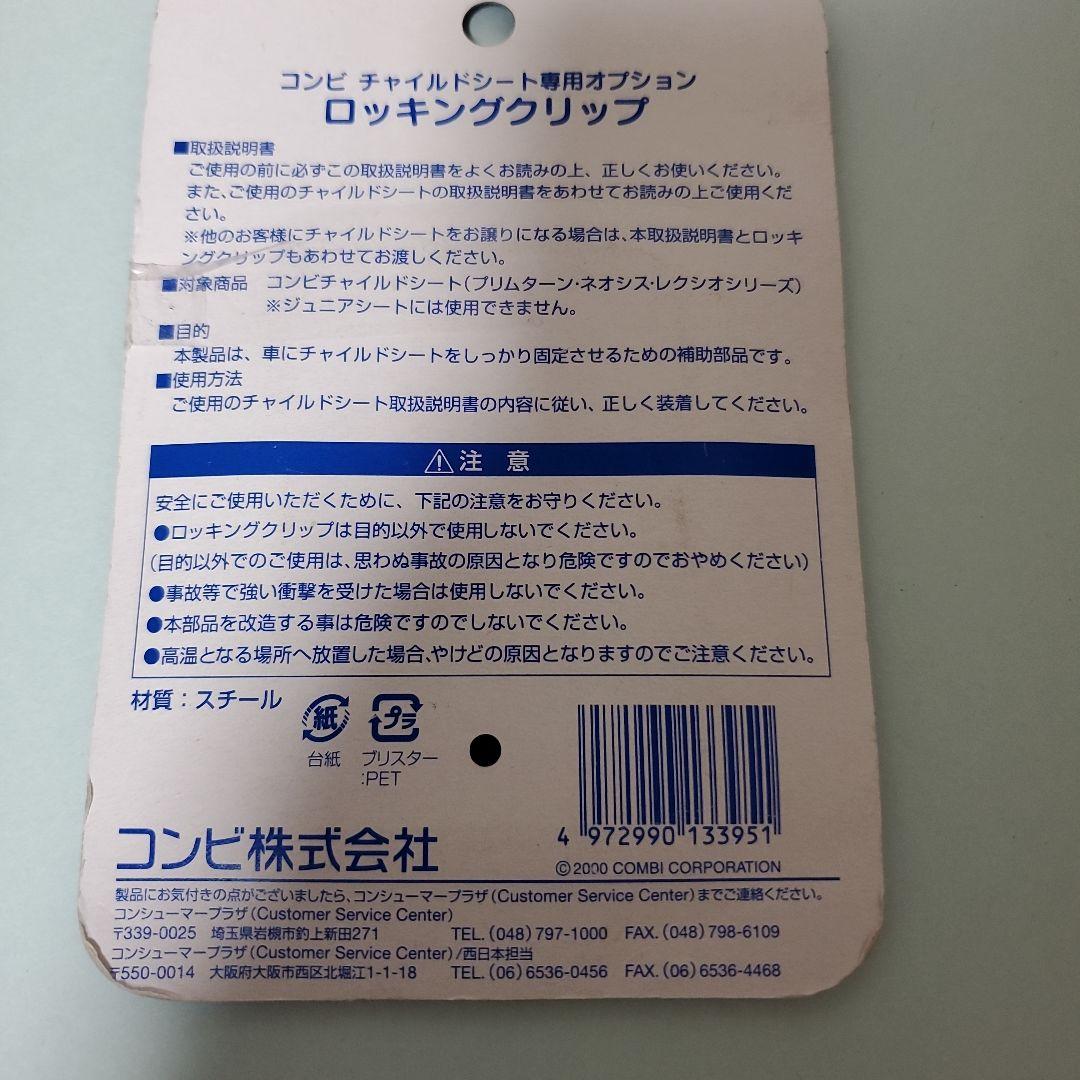 コンビ チャイルドシート専用オプション
ロッキングクリップ
■取扱説明書
ご使用の前に必ずこの取扱説明書をよくお読みの上、正しくお使いください。
また、ご使用のチャイルドシートの取扱説明書をあわせてお読みの上ご使用くだ
さい。
※他のお客様にチャイルドシートをお譲りになる場合は、本取扱説明書とロッキ
ングクリップもあわせてお渡しください。
■対象商品 コンビチャイルドシート(プリムターン・ネオシス・レクシオシリーズ)
※ジュニアシートには使用できません。
■目的
本製品は、車にチャイルドシートをしっかり固定させるための補助部品です。
■使用方法
ご使用のチャイルドシート取扱説明書の内容に従い、正しく装着してください。
⚠注 意
安全にご使用いただくために、下記の注意をお守りください。
●ロッキングクリップは目的以外で使用しないでください。
(目的以外でのご使用は、思わぬ事故の原因となり危険ですのでおやめください)
●事故等で強い衝撃を受けた場合は使用しないでください。
●本部品を改造する事は危険ですのでしないでください。
●高温となる場所へ放置した場合、やけどの原因となりますのでご注意ください。
材質：スチール
紙 プラ
台紙 ブリスター
:PET
4 972990 133951
コンビ株式会社
©2000 COMBI CORPORATION
製品にお気付きの点がございましたら、コンシューマープラザ(Customer Service Center)までご連絡ください。
コンシューマープラザ(Customer Service Center)
〒339-0025 埼玉県岩槻市釣上新田271 TEL.(048)797-1000 FAX.(048)798-6109
コンシューマープラザ(Customer Service Center)/西日本担当
〒550-0014 大阪府大阪市西区北堀江1-1-18 TEL.(06)6536-0456 FAX.(06)6536-4468